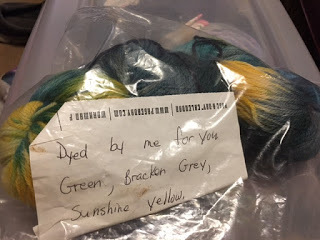 Dyed by me for you
Green, Bracken Grey,
Sunshine Yellow.